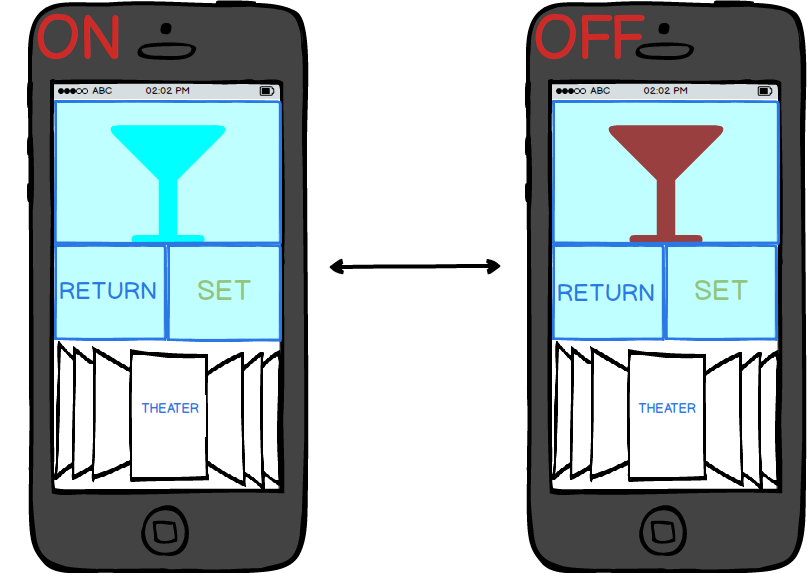 ON
ABC 02:02 PM
RETURN SET
THEATER
OFF
ABC 02:02 PM
RETURN SET
THEATER